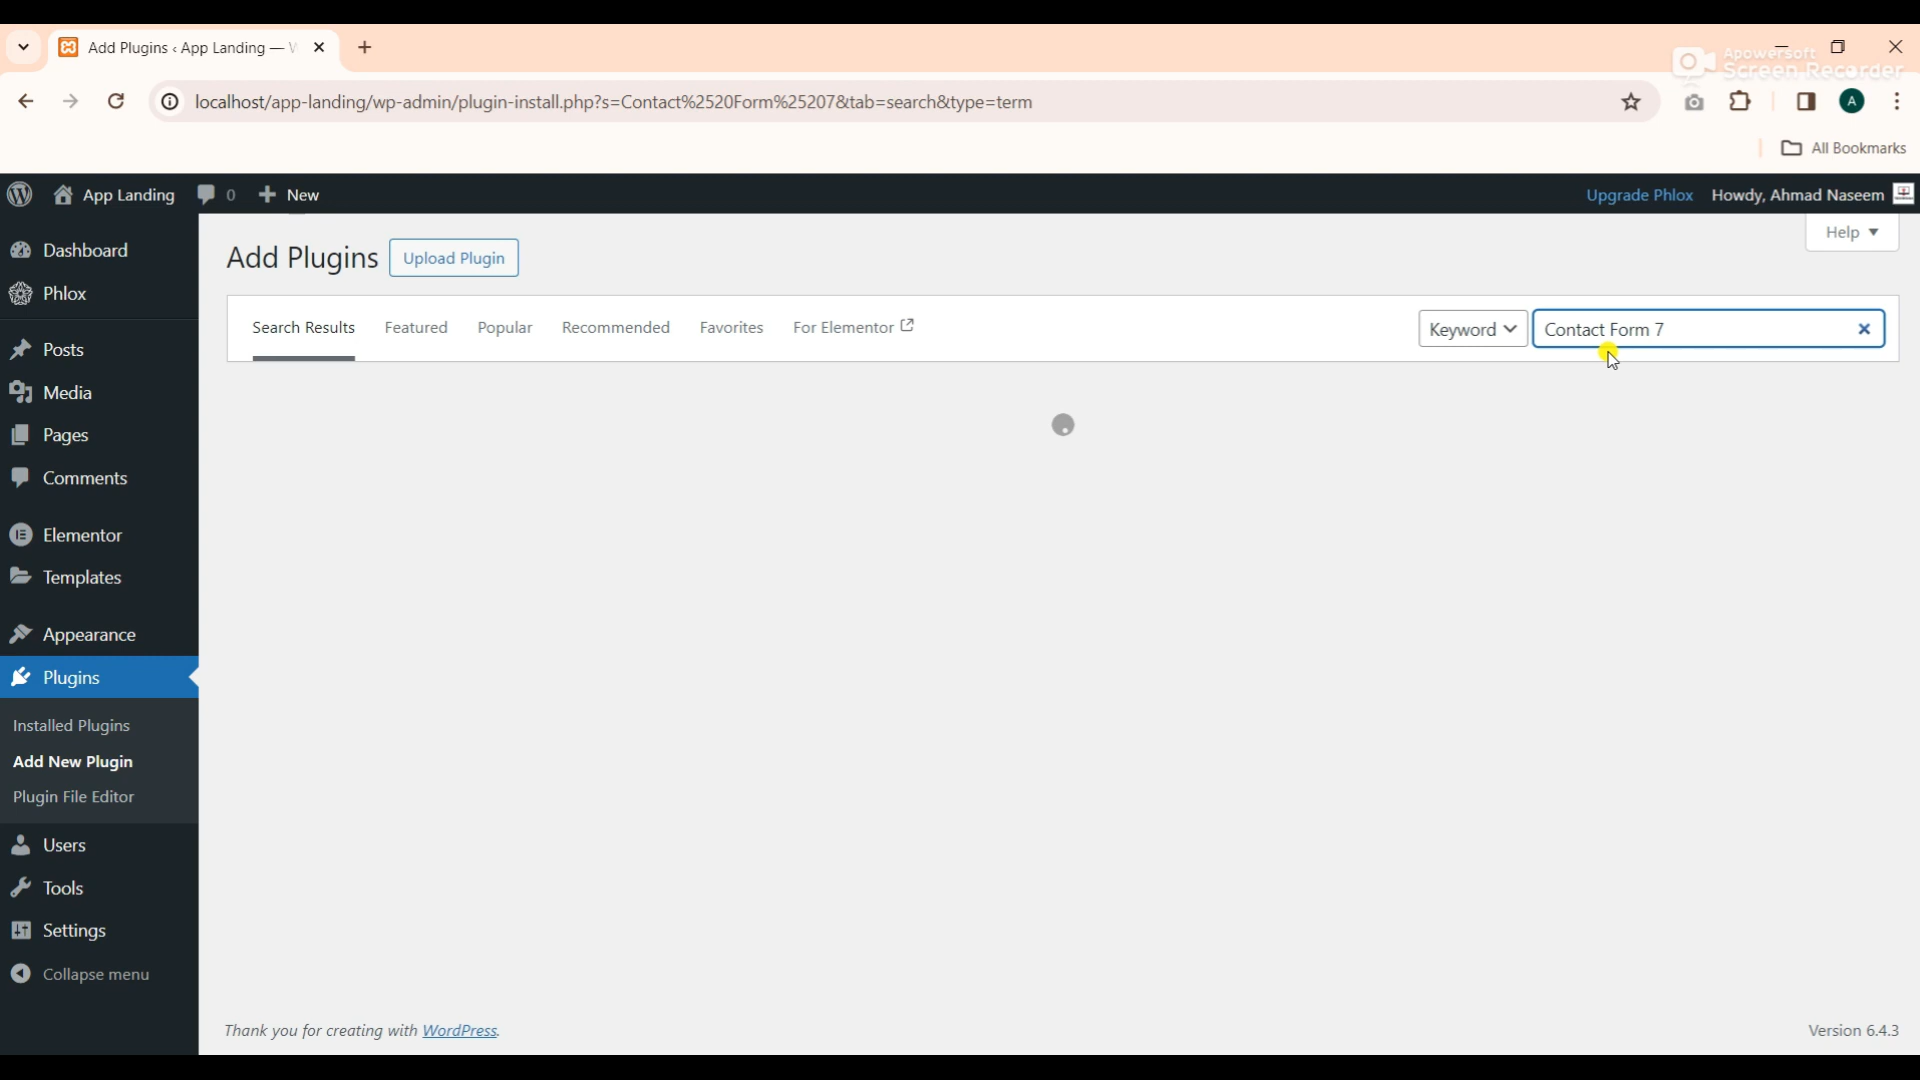 Add Plugins ‹ App Landing — W
Apowersoft
Screen Recorder
localhost/app-landing/wp-admin/plugin-install.php?s=Contact%2520Form%25207&tab=search&type=term
A
All Bookmarks
App Landing
0
New
Upgrade Phlox
Howdy, Ahmad Naseem
Help
Dashboard
Phlox
Posts
Media
Pages
Comments
Elementor
Templates
Appearance
Plugins
Installed Plugins
Add New Plugin
Plugin File Editor
Users
Tools
Settings
Collapse menu
Add Plugins
Upload Plugin
Search Results
Featured
Popular
Recommended
Favorites
For Elementor
Keyword
Contact Form 7
Thank you for creating with WordPress.
Version 6.4.3